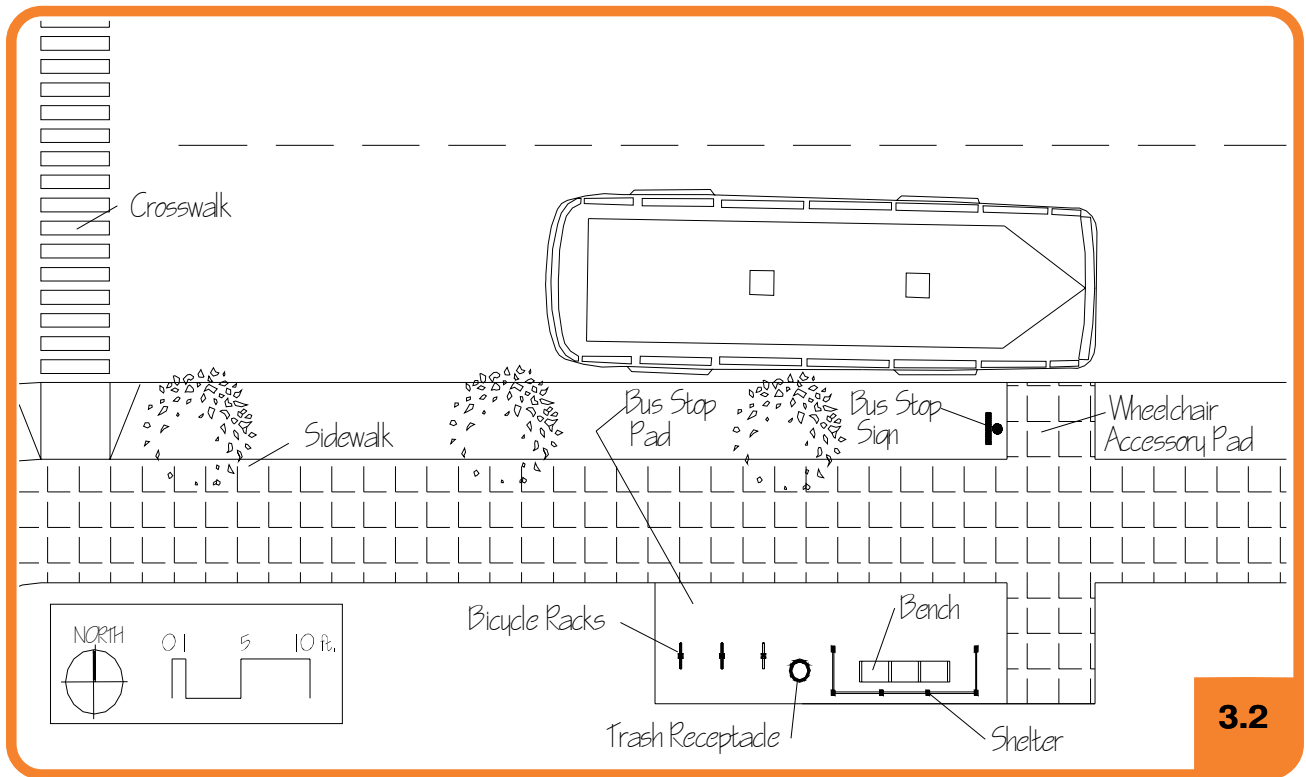 Crosswalk
Sidewalk
Bus Stop
Pad
Bus Stop
Sign
Wheelchair
Accessory Pad
NORTH
0 1 5 10 ft.
Bicycle Racks
Bench
Trash Receptacle
Shelter
3.2